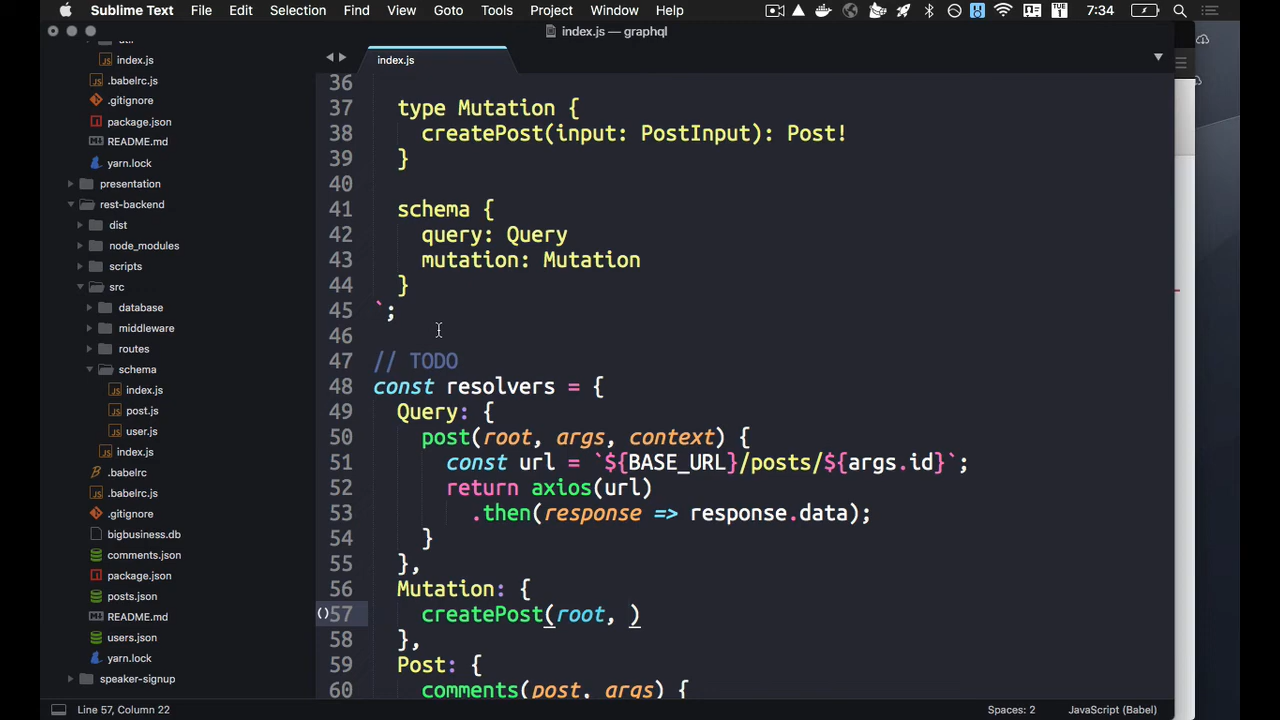 Sublime Text File Edit Selection Find View Goto Tools Project Window Help TUE 1 7:34
index.js — graphql
index.js
util
index.js
.babelrc.js
.gitignore
package.json
README.md
yarn.lock
presentation
rest-backend
dist
node_modules
scripts
src
database
middleware
routes
schema
index.js
post.js
user.js
index.js
.babelrc
.babelrc.js
.gitignore
bigbusiness.db
comments.json
package.json
posts.json
README.md
users.json
yarn.lock
speaker-signup
36
37 type Mutation {
38 createPost(input: PostInput): Post!
39 }
40
41 schema {
42 query: Query
43 mutation: Mutation
44 }
45 `;
46
47 // TODO
48 const resolvers = {
49 Query: {
50 post(root, args, context) {
51 const url = `${BASE_URL}/posts/${args.id}`;
52 return axios(url)
53 .then(response => response.data);
54 }
55 },
56 Mutation: {
57 createPost(root, )
58 },
59 Post: {
60 comments(post, args) {
Line 57, Column 22 Spaces: 2 JavaScript (Babel)